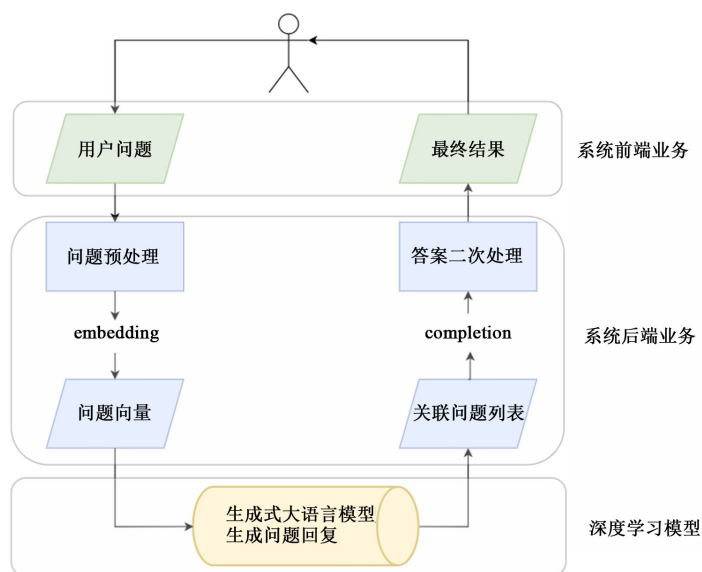 用户问题
最终结果
系统前端业务
问题预处理
答案二次处理
embedding
completion
系统后端业务
问题向量
关联问题列表
生成式大语言模型
生成问题回复
深度学习模型